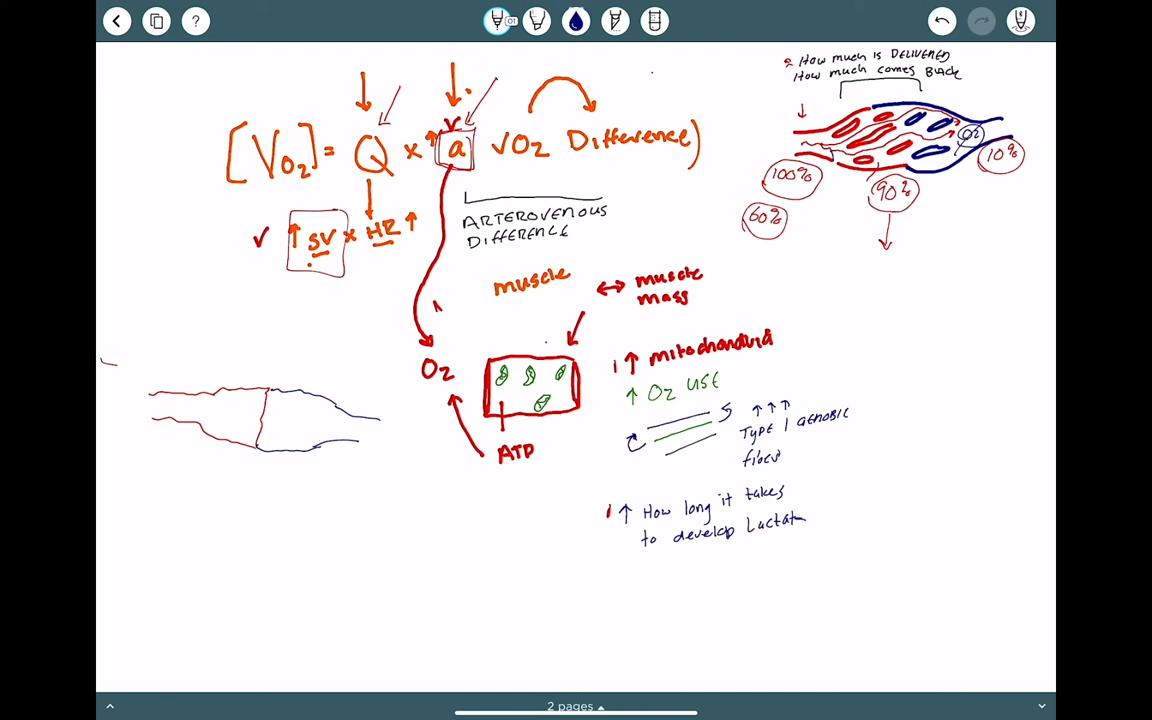 How much is DELIVERED
How much comes Back
[VO2] = Q x ↑ a vO2 Difference)
100%
60%
90%
O2
10%
↑ SV x HR ↑
ARTEROVENOUS
DIFFERENCE
muscle
↔ muscle
mass
O2
ATP
↑ mitochondria
↑ O2 USE
↑ ↑ ↑
Type 1 aerobic
↑ How long it takes
to develop Lactate
2 pages